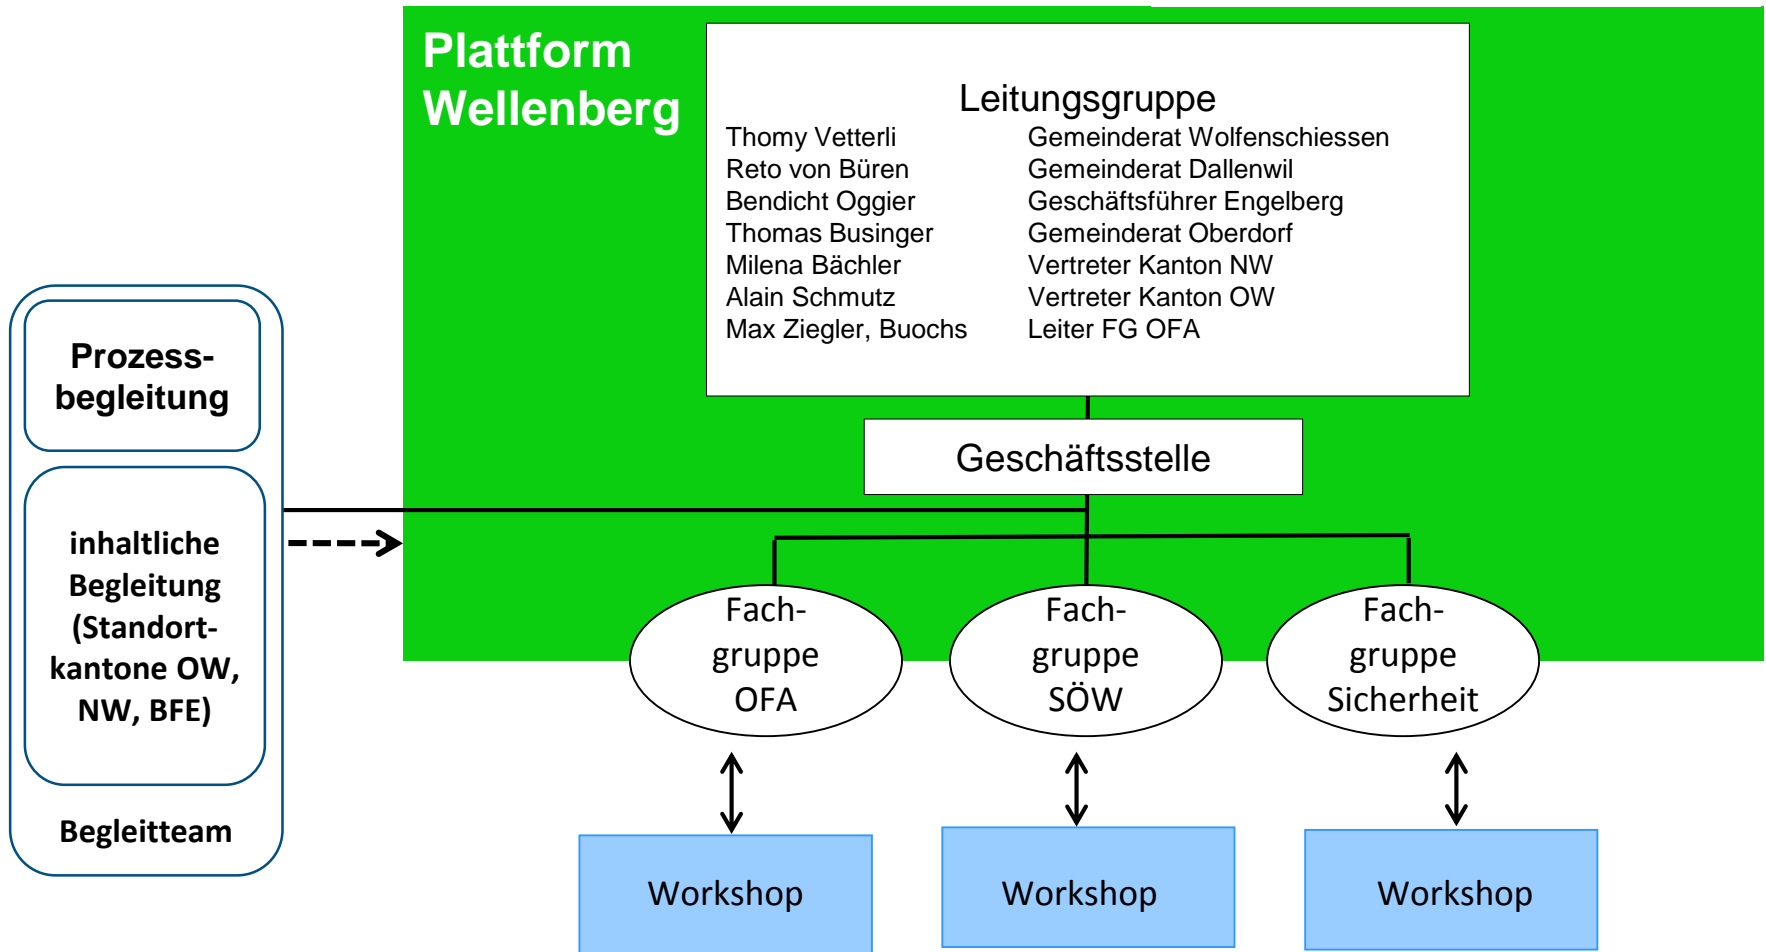 Plattform
Wellenberg
Leitungsgruppe
Thomy Vetterli Gemeinderat Wolfenschiessen
Reto von Büren Gemeinderat Dallenwil
Bendicht Oggier Geschäftsführer Engelberg
Thomas Businger Gemeinderat Oberdorf
Milena Bächler Vertreter Kanton NW
Alain Schmutz Vertreter Kanton OW
Max Ziegler, Buochs Leiter FG OFA
Geschäftsstelle
Prozess-
begleitung
inhaltliche
Begleitung
(Standort-
kantone OW,
NW, BFE)
Begleitteam
Fach-
gruppe
OFA
Fach-
gruppe
SÖW
Fach-
gruppe
Sicherheit
Workshop
Workshop
Workshop